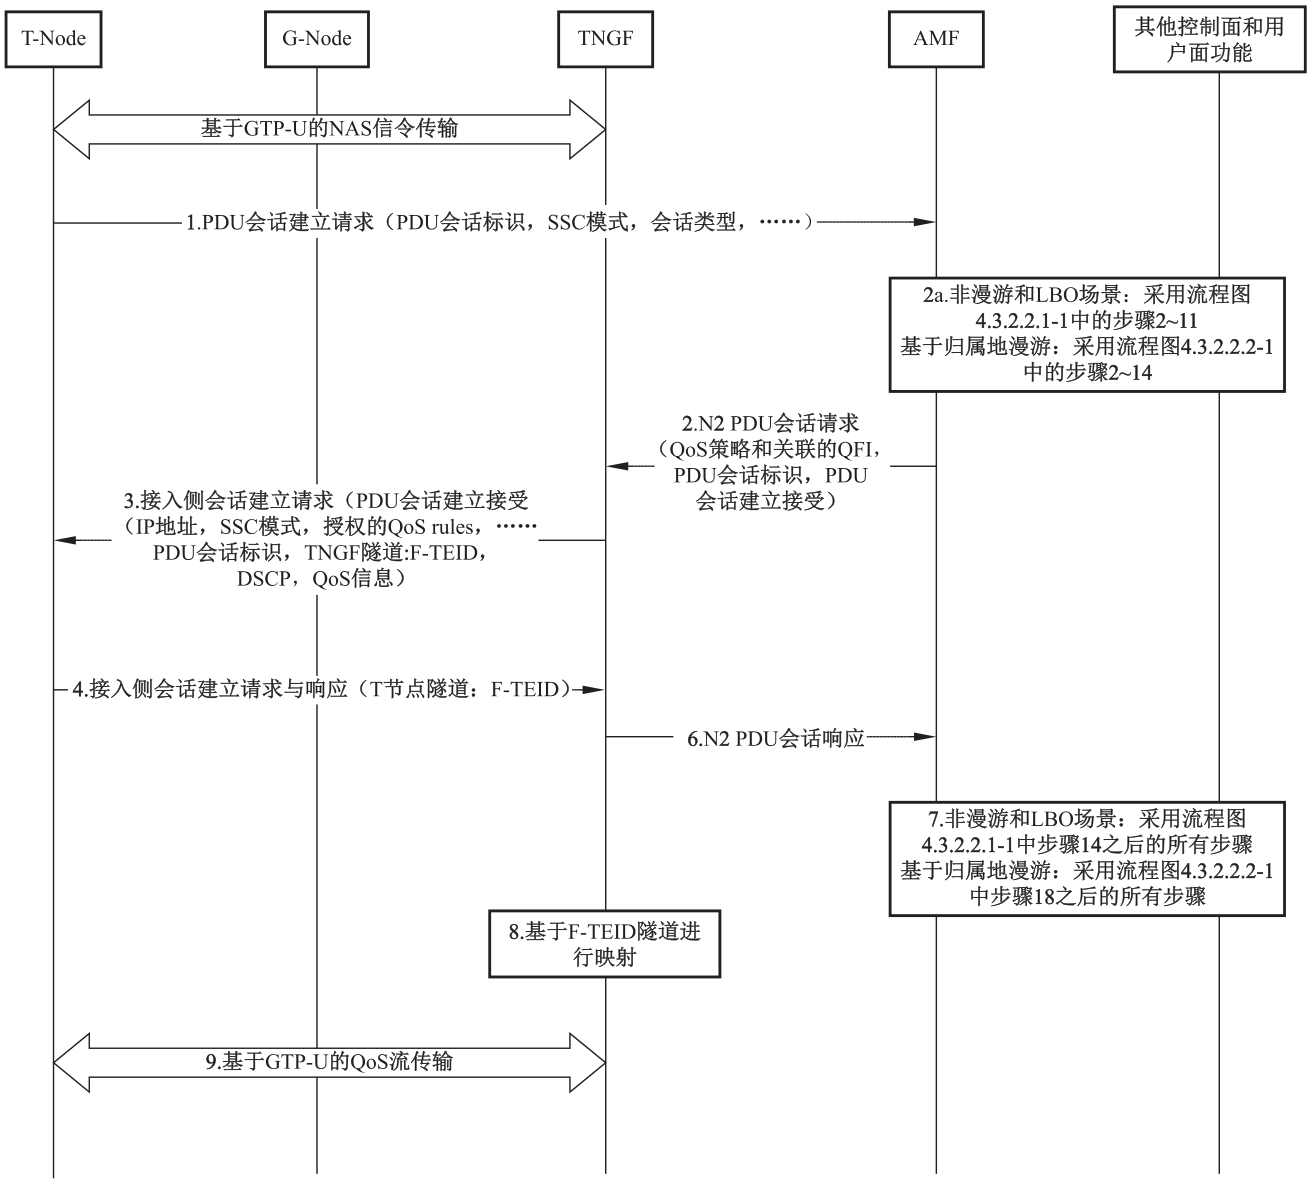 T-Node
G-Node
TNGF
AMF
其他控制面和用
户面功能
基于GTP-U的NAS信令传输
1.PDU会话建立请求（PDU会话标识，SSC模式，会话类型，……）
2a.非漫游和LBO场景：采用流程图
4.3.2.2.1-1中的步骤2~11
基于归属地漫游：采用流程图4.3.2.2.2-1
中的步骤2~14
2.N2 PDU会话请求
（QoS策略和关联的QFI，
PDU会话标识，PDU
会话建立接受）
3.接入侧会话建立请求（PDU会话建立接受
（IP地址，SSC模式，授权的QoS rules，……
PDU会话标识，TNGF隧道:F-TEID，
DSCP，QoS信息）
4.接入侧会话建立请求与响应（T节点隧道：F-TEID）
6.N2 PDU会话响应
7.非漫游和LBO场景：采用流程图
4.3.2.2.1-1中步骤14之后的所有步骤
基于归属地漫游：采用流程图4.3.2.2.2-1
中步骤18之后的所有步骤
8.基于F-TEID隧道进
行映射
9.基于GTP-U的QoS流传输